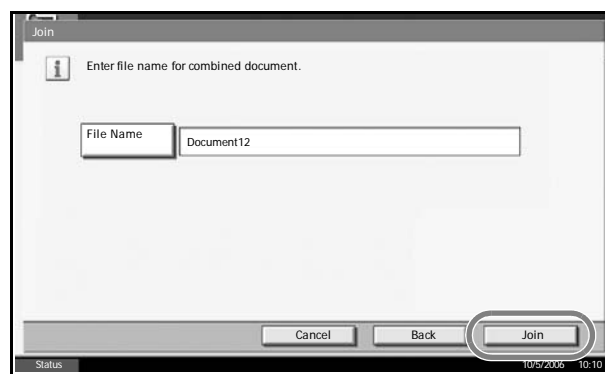 Join
i
Enter file name for combined document.
File Name
Document12
Cancel Back Join
Status 10/5/2006 10:10